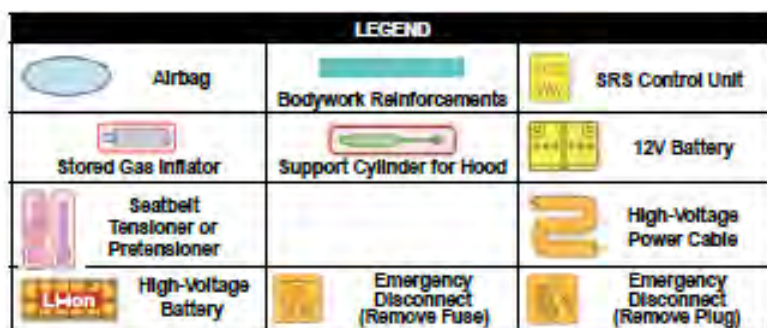 LEGEND
Airbag
Bodywork Reinforcements
SRS Control Unit
Stored Gas Inflator
Support Cylinder for Hood
12V Battery
Seatbelt
Tensioner or
Pretensioner
High-Voltage
Power Cable
Li-ion
High-Voltage
Battery
Emergency
Disconnect
(Remove Fuse)
Emergency
Disconnect
(Remove Plug)